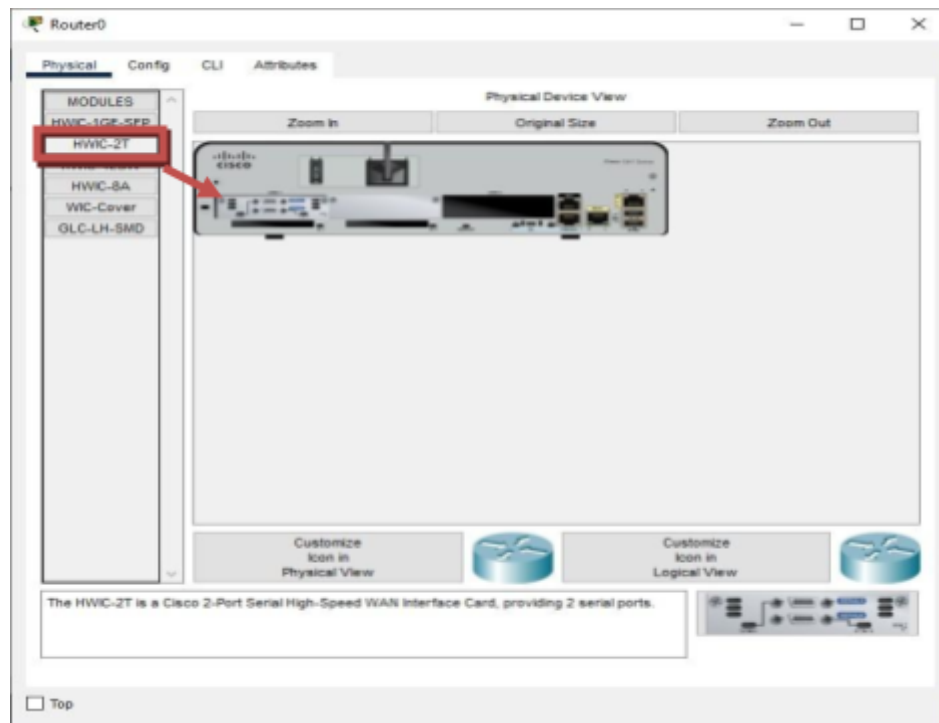 Router0
Physical Config CLI Attributes
MODULES
HWIC-1GE-SFP
HWIC-2T
HWIC-8A
WIC-Cover
GLC-LH-SMD
Physical Device View
Zoom In Original Size Zoom Out
CISCO
Customize
Icon in
Physical View
Customize
Icon in
Logical View
The HWIC-2T is a Cisco 2-Port Serial High-Speed WAN Interface Card, providing 2 serial ports.
Top